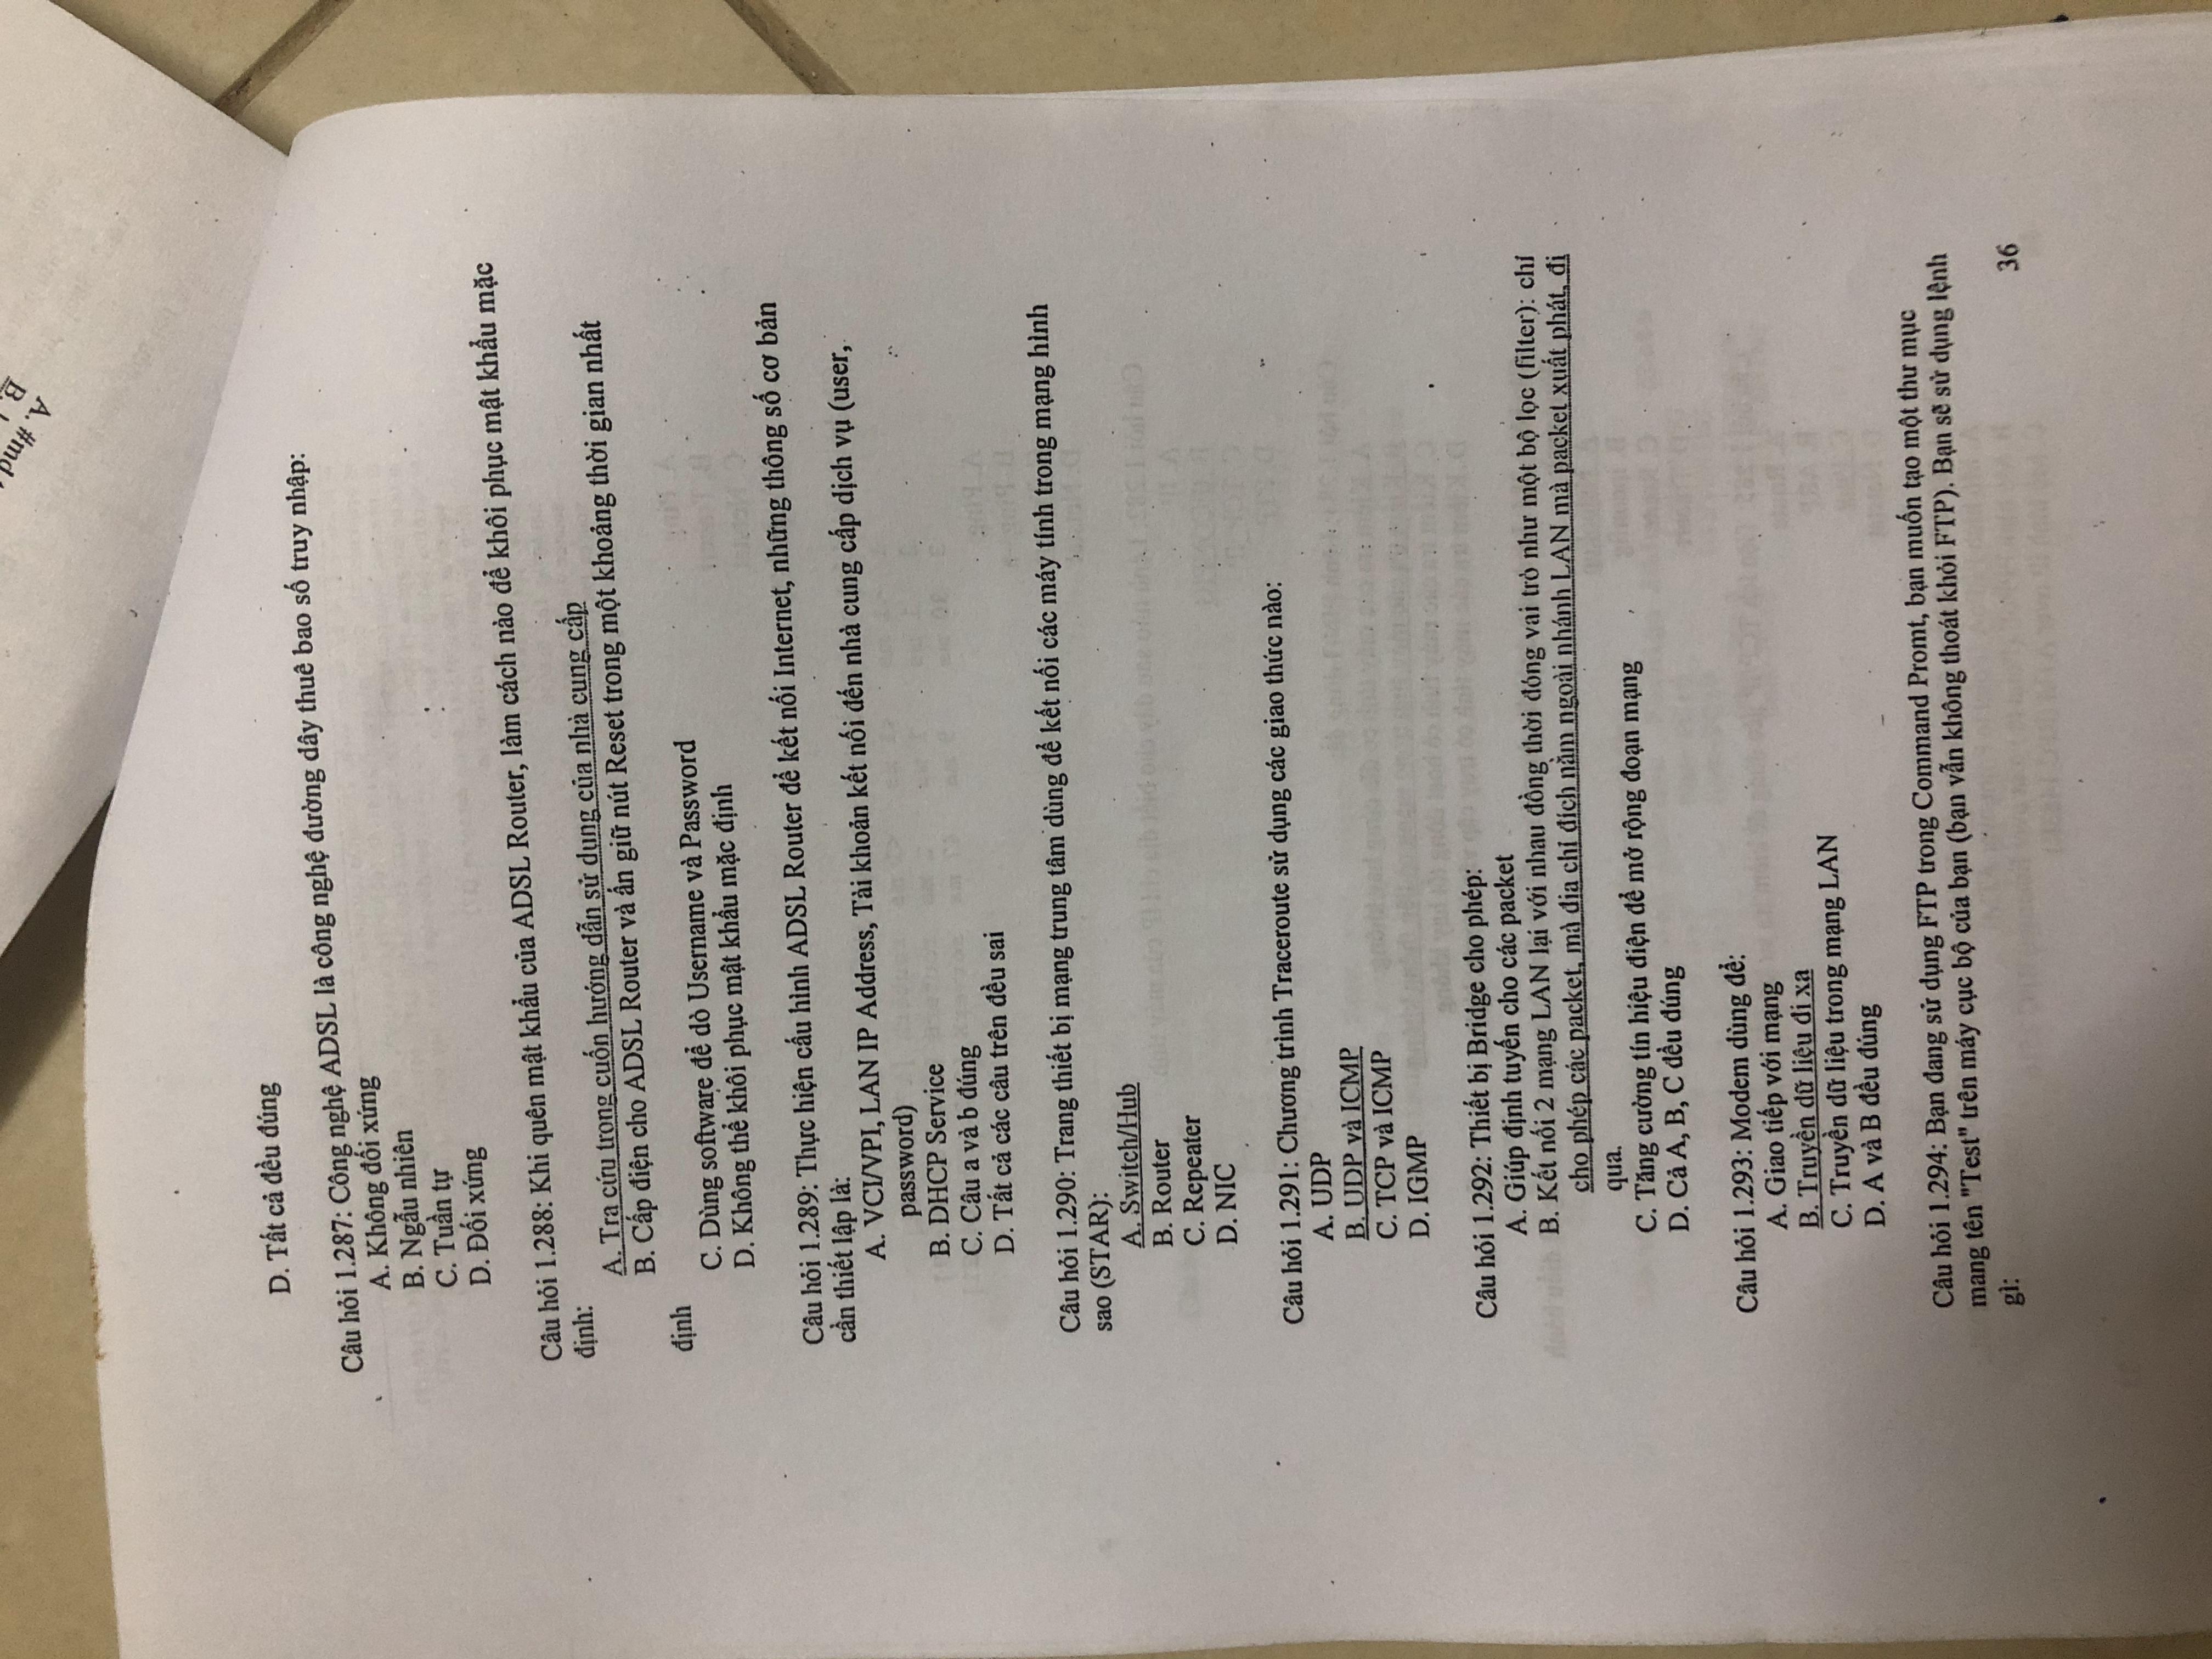 A. #md
B.
D. Tất cả đều đúng
Câu hỏi 1.287: Công nghệ ADSL là công nghệ đường dây thuê bao số truy nhập:
A. Không đối xứng
B. Ngẫu nhiên
C. Tuần tự
D. Đối xứng
Câu hỏi 1.288: Khi quên mật khẩu của ADSL Router, làm cách nào để khôi phục mật khẩu mặc
định:
A. Tra cứu trong cuốn hướng dẫn sử dụng của nhà cung cấp
B. Cấp điện cho ADSL Router và ấn giữ nút Reset trong một khoảng thời gian nhất
định
C. Dùng software để dò Username và Password
D. Không thể khôi phục mật khẩu mặc định
Câu hỏi 1.289: Thực hiện cấu hình ADSL Router để kết nối Internet, những thông số cơ bản
cần thiết lập là:
A. VCI/VPI, LAN IP Address, Tài khoản kết nối đến nhà cung cấp dịch vụ (user,
password)
B. DHCP Service
C. Câu a và b đúng
D. Tất cả các câu trên đều sai
Câu hỏi 1.290: Trang thiết bị mạng trung tâm dùng để kết nối các máy tính trong mạng hình
sao (STAR):
A. Switch/Hub
B. Router
C. Repeater
D. NIC
Câu hỏi 1.291: Chương trình Traceroute sử dụng các giao thức nào:
A. UDP
B. UDP và ICMP
C. TCP và ICMP
D. IGMP
Câu hỏi 1.292: Thiết bị Bridge cho phép:
A. Giúp định tuyến cho các packet
B. Kết nối 2 mạng LAN lại với nhau đồng thời đóng vai trò như một bộ lọc (filter): chỉ
cho phép các packet, mà địa chỉ đích nằm ngoài nhánh LAN mà packet xuất phát, đi
qua.
C. Tăng cường tín hiệu điện để mở rộng đoạn mạng
D. Cả A, B, C đều đúng
Câu hỏi 1.293: Modem dùng để:
A. Giao tiếp với mạng
B. Truyền dữ liệu đi xa
C. Truyền dữ liệu trong mạng LAN
D. A và B đều đúng
Câu hỏi 1.294: Bạn đang sử dụng FTP trong Command Promt, bạn muốn tạo một thư mục
mang tên "Test" trên máy cục bộ của bạn (bạn vẫn không thoát khỏi FTP). Bạn sẽ sử dụng lệnh
gì:
36